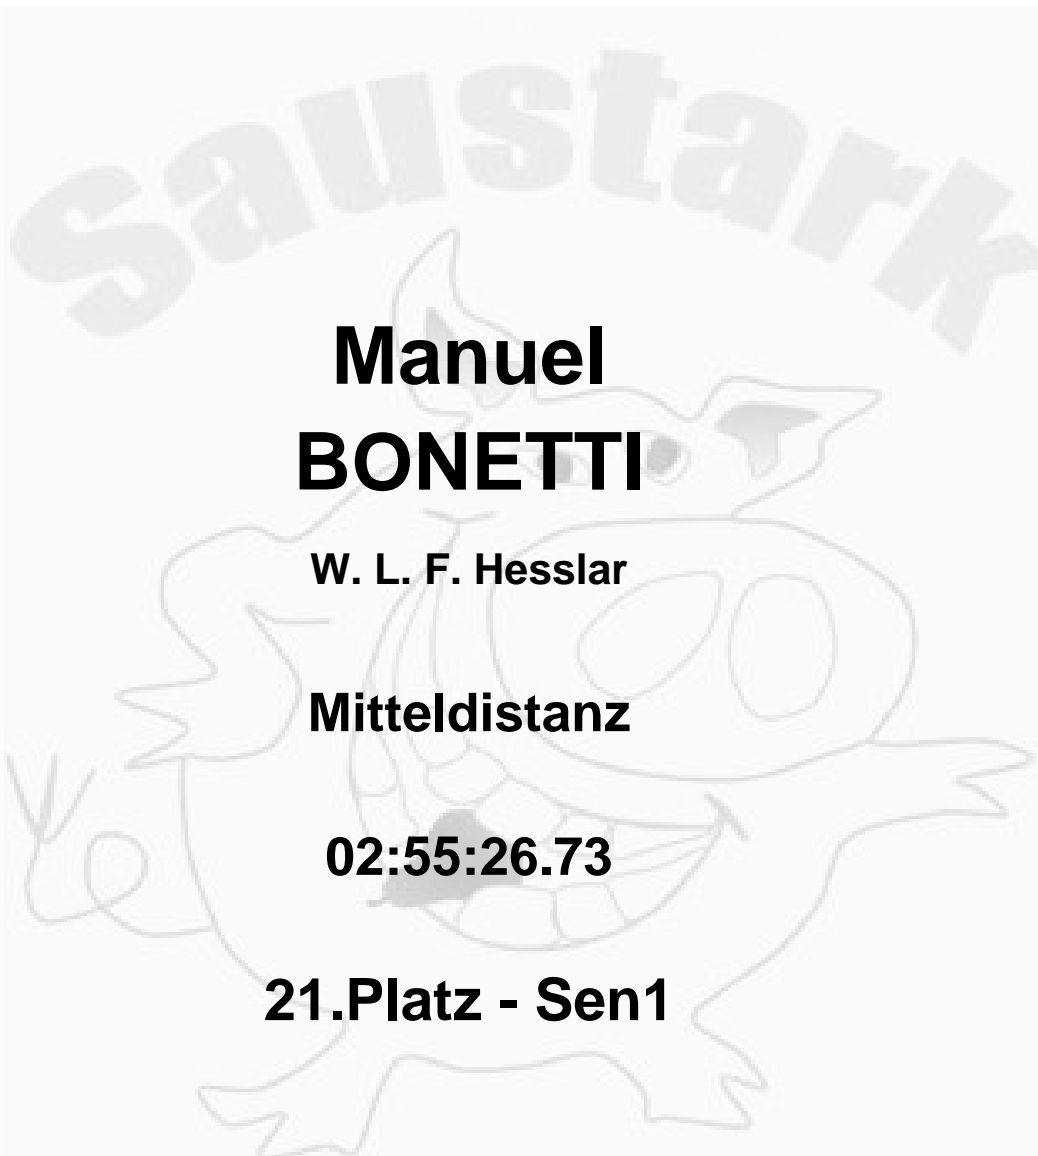 Saustark
Manuel
BONETTI
W. L. F. Hesslar
Mitteldistanz
02:55:26.73
21.Platz - Sen1